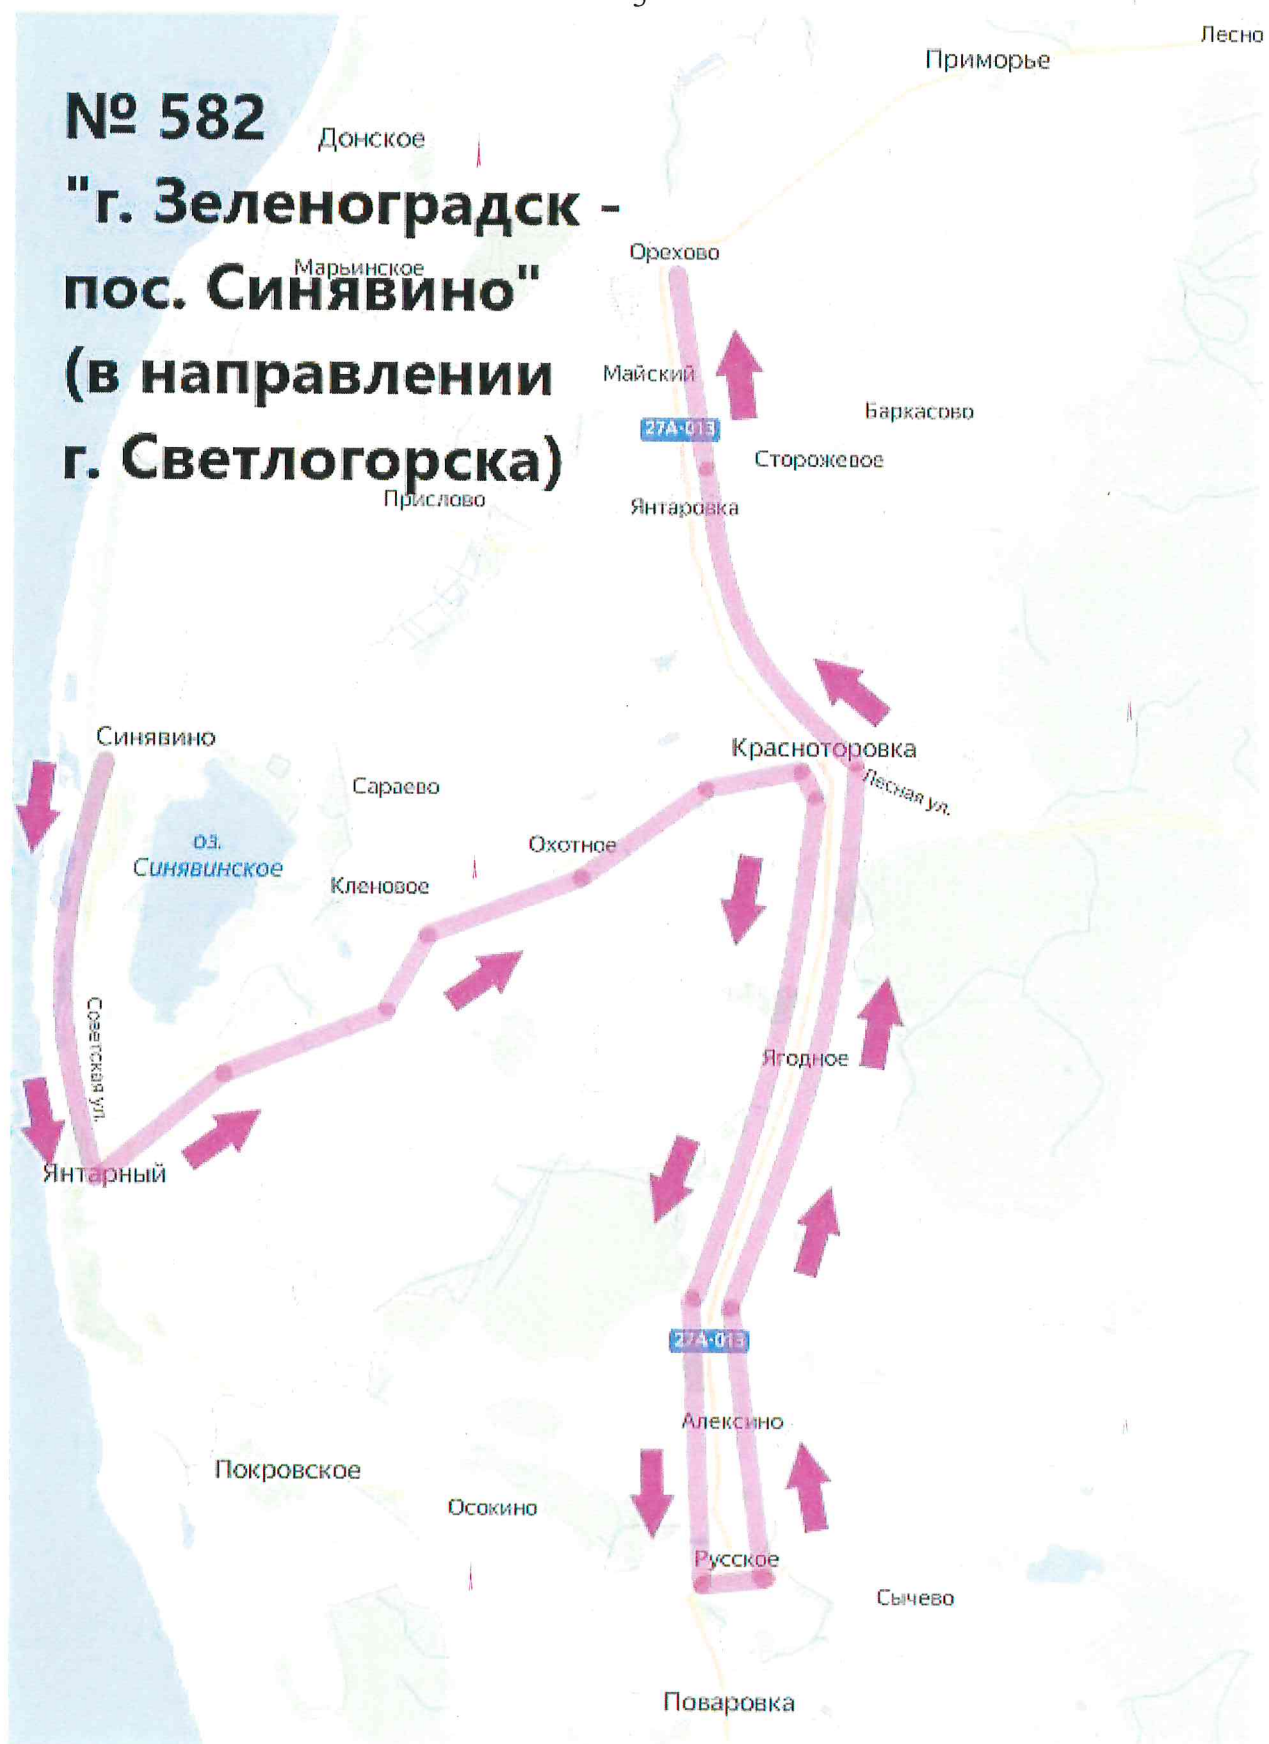 Лесно
Приморье
№ 582
Донское
"г. Зеленоградск -
Орехово
Марьинское
пос. Синявино"
(в направлении
Майский
Баркасово
27А-013
г. Светлогорска)
Сторожевое
Прислово
Янтаровка
Синявино
Красноторовка
Лесная ул.
Сараево
оз.
Синявинское
Охотное
Кленовое
Советская ул.
Ягодное
Янтарный
27А-013
Алексино
Покровское
Осокино
Русское
Сычево
Поваровка